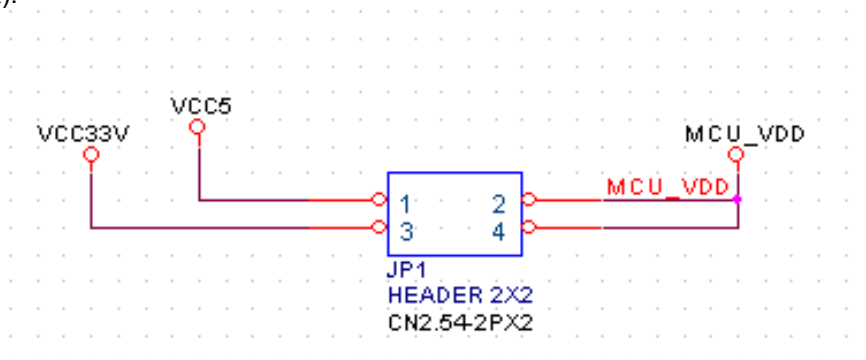 ).
VCC5
VCC33V
MCU_VDD
MCU_VDD
1 2
3 4
JP1
HEADER 2X2
CN2.54-2PX2